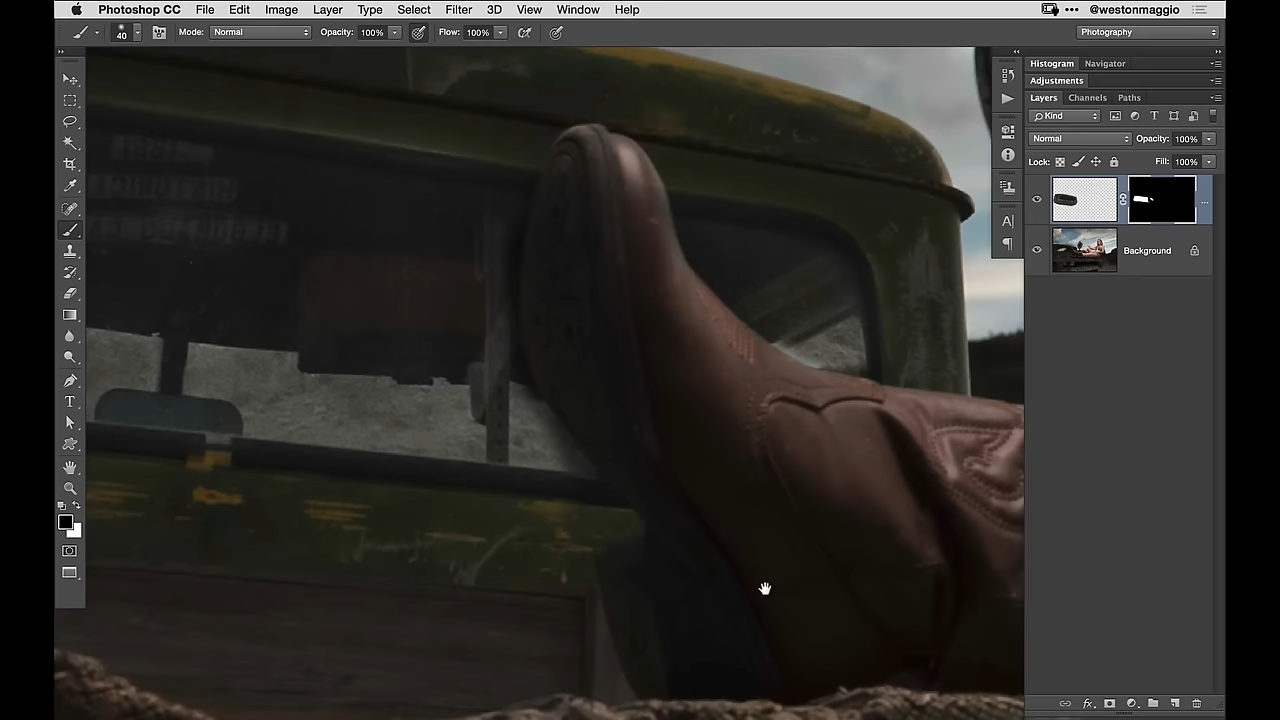 Photoshop CC File Edit Image Layer Type Select Filter 3D View Window Help @westonmaggio
40 Mode: Normal Opacity: 100% Flow: 100% Photography
Histogram Navigator
Adjustments
Layers Channels Paths
Kind T
Normal Opacity: 100%
Lock: Fill: 100%
A
Background
T